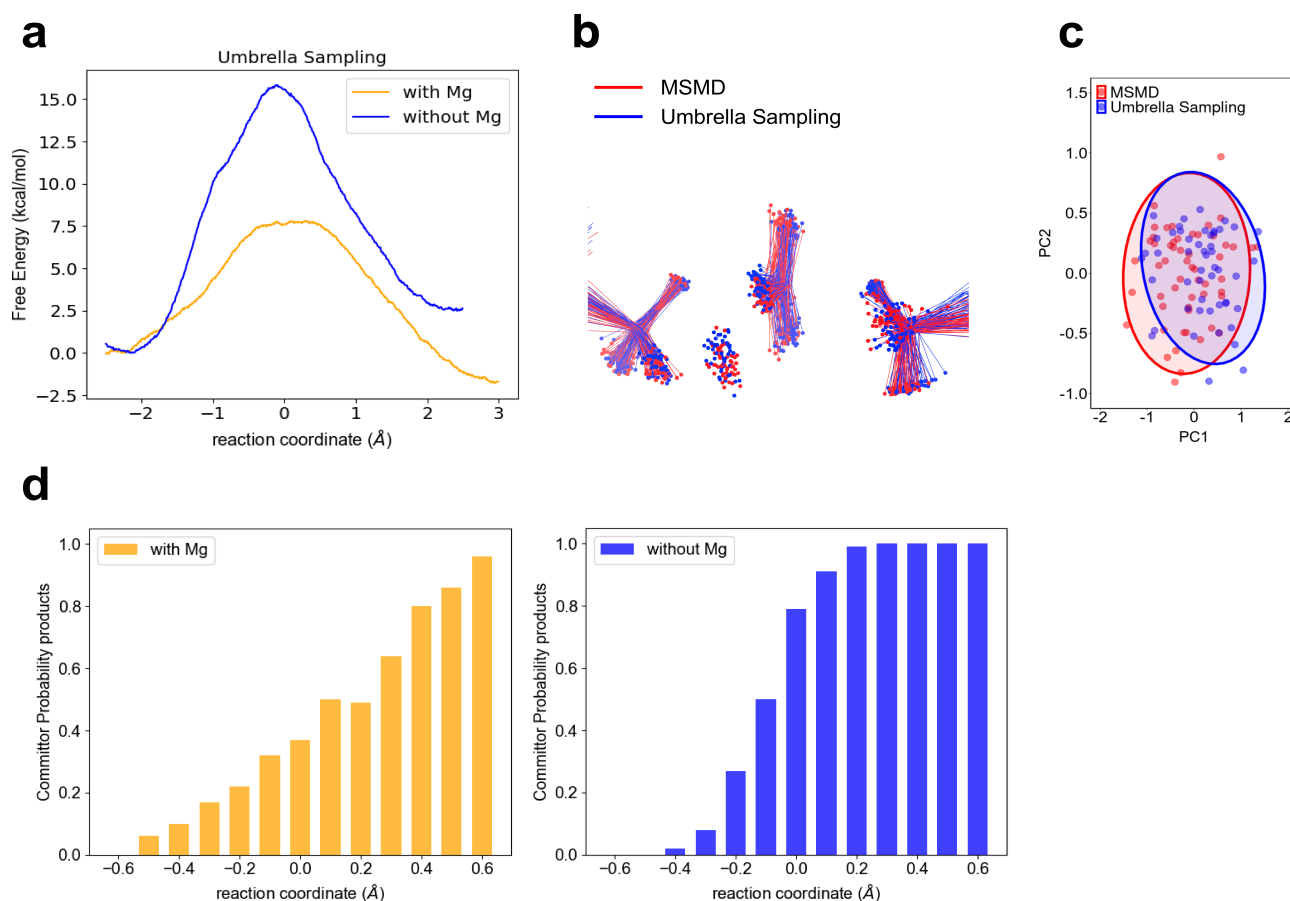 a
Umbrella Sampling
with Mg
without Mg
Free Energy (kcal/mol)
15.0
12.5
10.0
7.5
5.0
2.5
0.0
−2.5
−2 −1 0 1 2 3
reaction coordinate (Å)
b
MSMD
Umbrella Sampling
c
MSMD
Umbrella Sampling
PC2
1.5
1.0
0.5
0.0
-0.5
-1.0
-2 -1 0 1 2
PC1
d
with Mg
Committor Probability products
1.0
0.8
0.6
0.4
0.2
0.0
−0.6 −0.4 −0.2 0.0 0.2 0.4 0.6
reaction coordinate (Å)
without Mg
Committor Probability products
1.0
0.8
0.6
0.4
0.2
0.0
−0.6 −0.4 −0.2 0.0 0.2 0.4 0.6
reaction coordinate (Å)